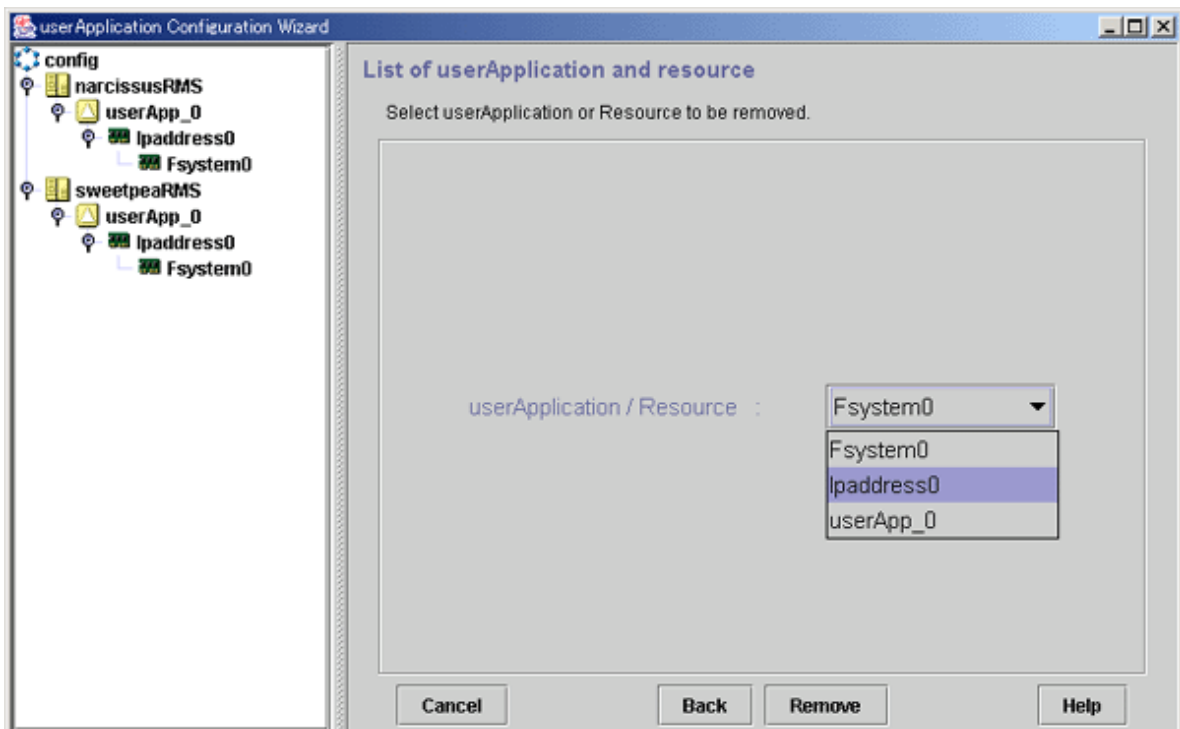 userApplication Configuration Wizard
config
narcissusRMS
userApp_0
Ipaddress0
Fsystem0
sweetpeaRMS
userApp_0
Ipaddress0
Fsystem0
List of userApplication and resource
Select userApplication or Resource to be removed.
userApplication / Resource : Fsystem0
Fsystem0
Ipaddress0
userApp_0
Cancel Back Remove Help